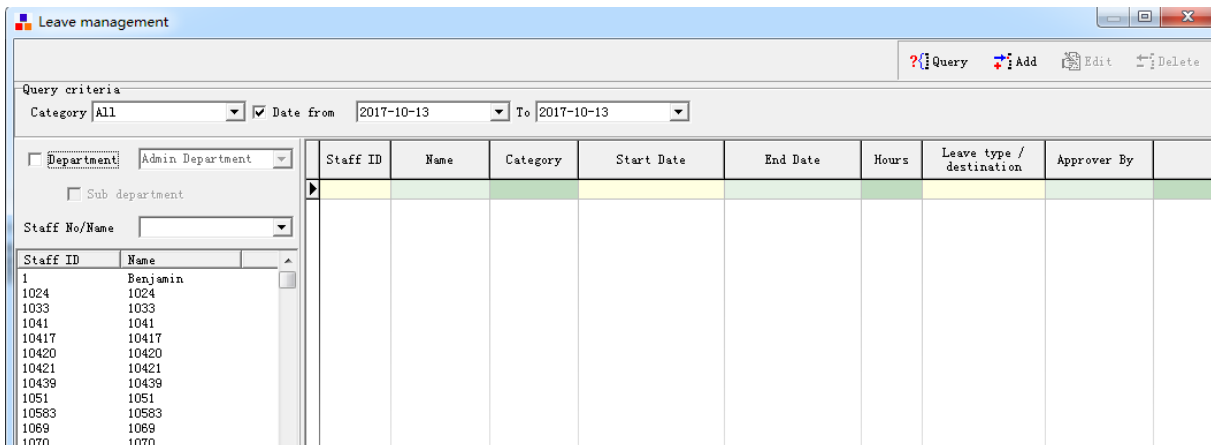 Leave management
Query Add Edit Delete
Query criteria
Category All Date from 2017-10-13 To 2017-10-13
Department Admin Department
Sub department
Staff No/Name
Staff ID Name
1 Benjamin
1024 1024
1033 1033
1041 1041
10417 10417
10420 10420
10421 10421
10439 10439
1051 1051
10583 10583
1069 1069
1070 1070
Staff ID Name Category Start Date End Date Hours Leave type / Approver By
destination